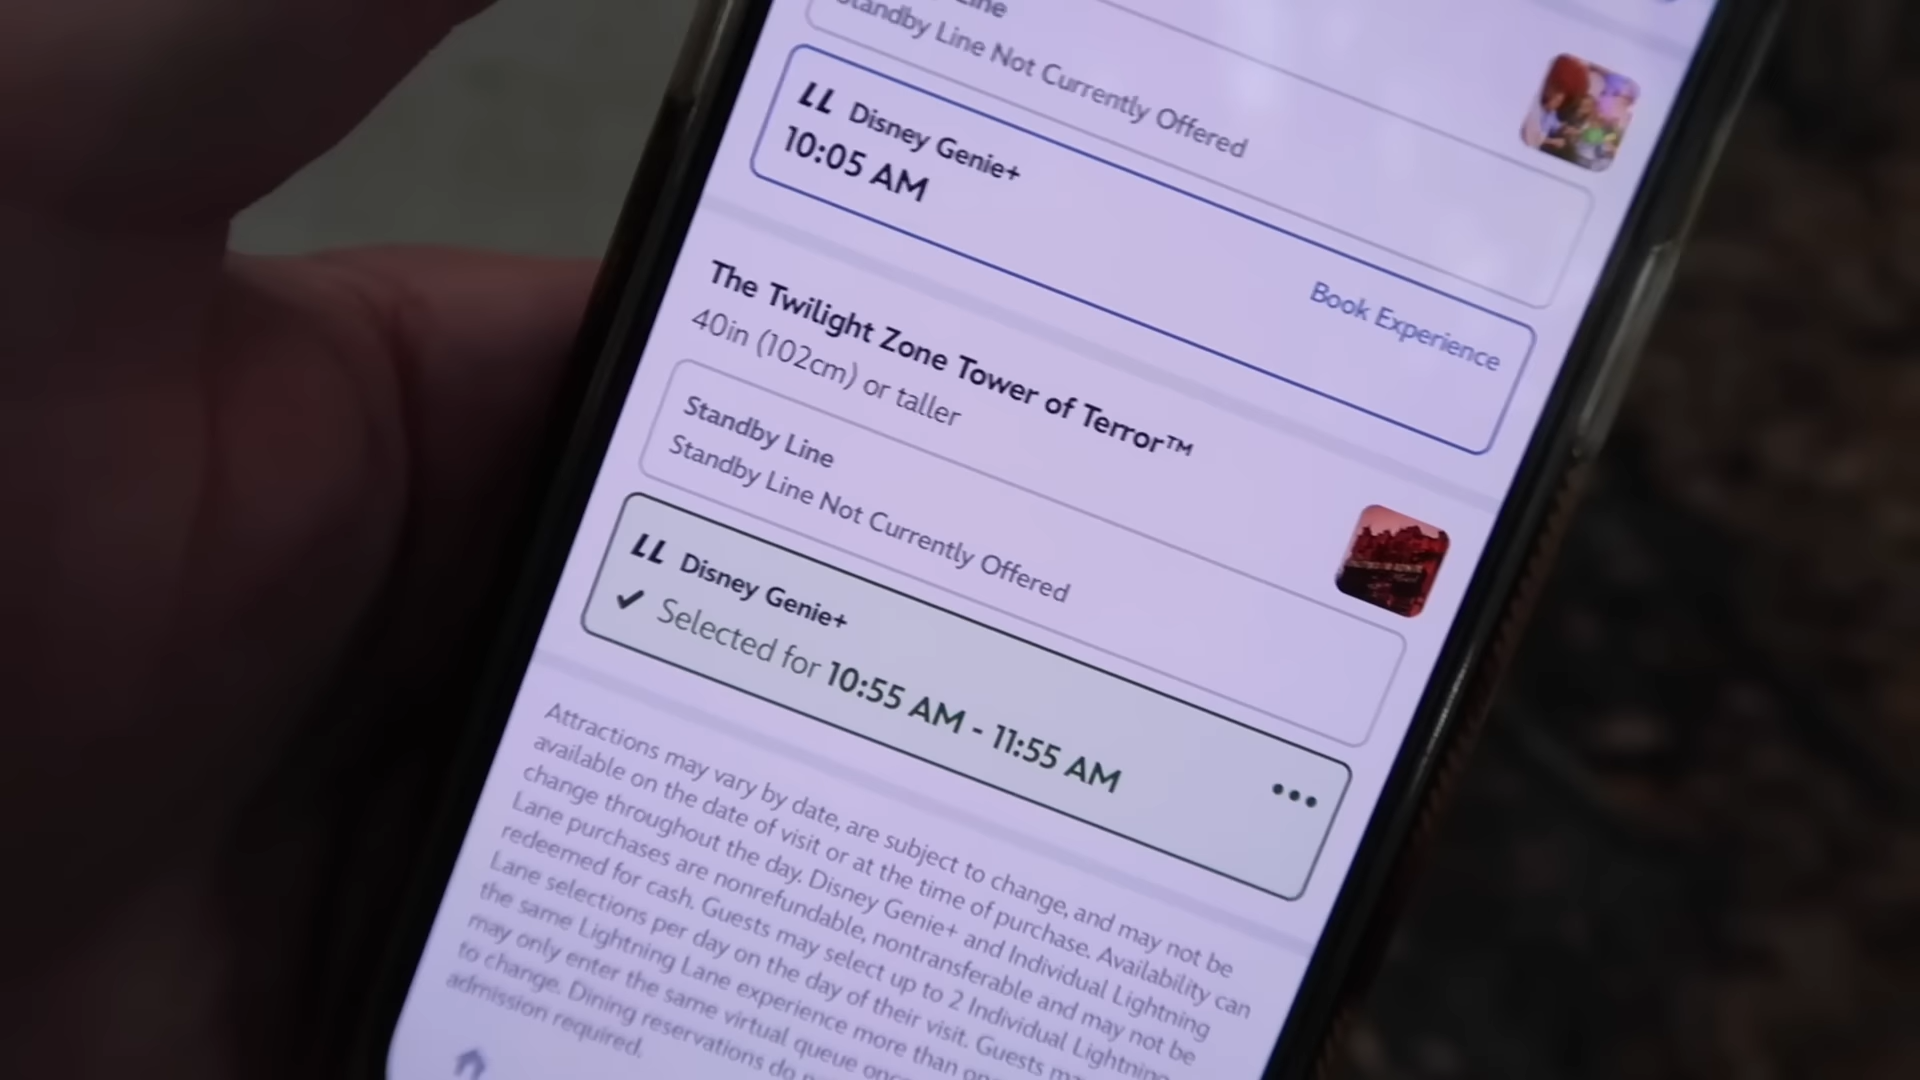 Line
Standby Line Not Currently Offered
LL Disney Genie+
10:05 AM
Book Experience
The Twilight Zone Tower of Terror™
40in (102cm) or taller
Standby Line
Standby Line Not Currently Offered
LL Disney Genie+
✓ Selected for 10:55 AM - 11:55 AM
•••
Attractions may vary by date, are subject to change, and may not be
available on the date of visit or at the time of purchase. Availability can
change throughout the day. Disney Genie+ and Individual Lightning
Lane purchases are nonrefundable, nontransferable and may not be
redeemed for cash. Guests may select up to 2 Individual Lightning
Lane selections per day on the day of their visit. Guests
the same Lightning Lane experience more than
may only enter the same virtual queue
to change. Dining reservations do
admission required.